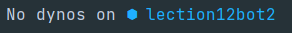 No dynos on ⬢ lection12bot2